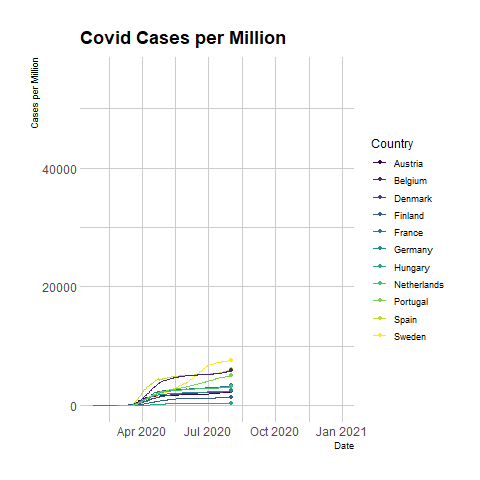 Covid Cases per Million
Cases per Million
40000
20000
0
Apr 2020 Jul 2020 Oct 2020 Jan 2021
Date
Country
Austria
Belgium
Denmark
Finland
France
Germany
Hungary
Netherlands
Portugal
Spain
Sweden